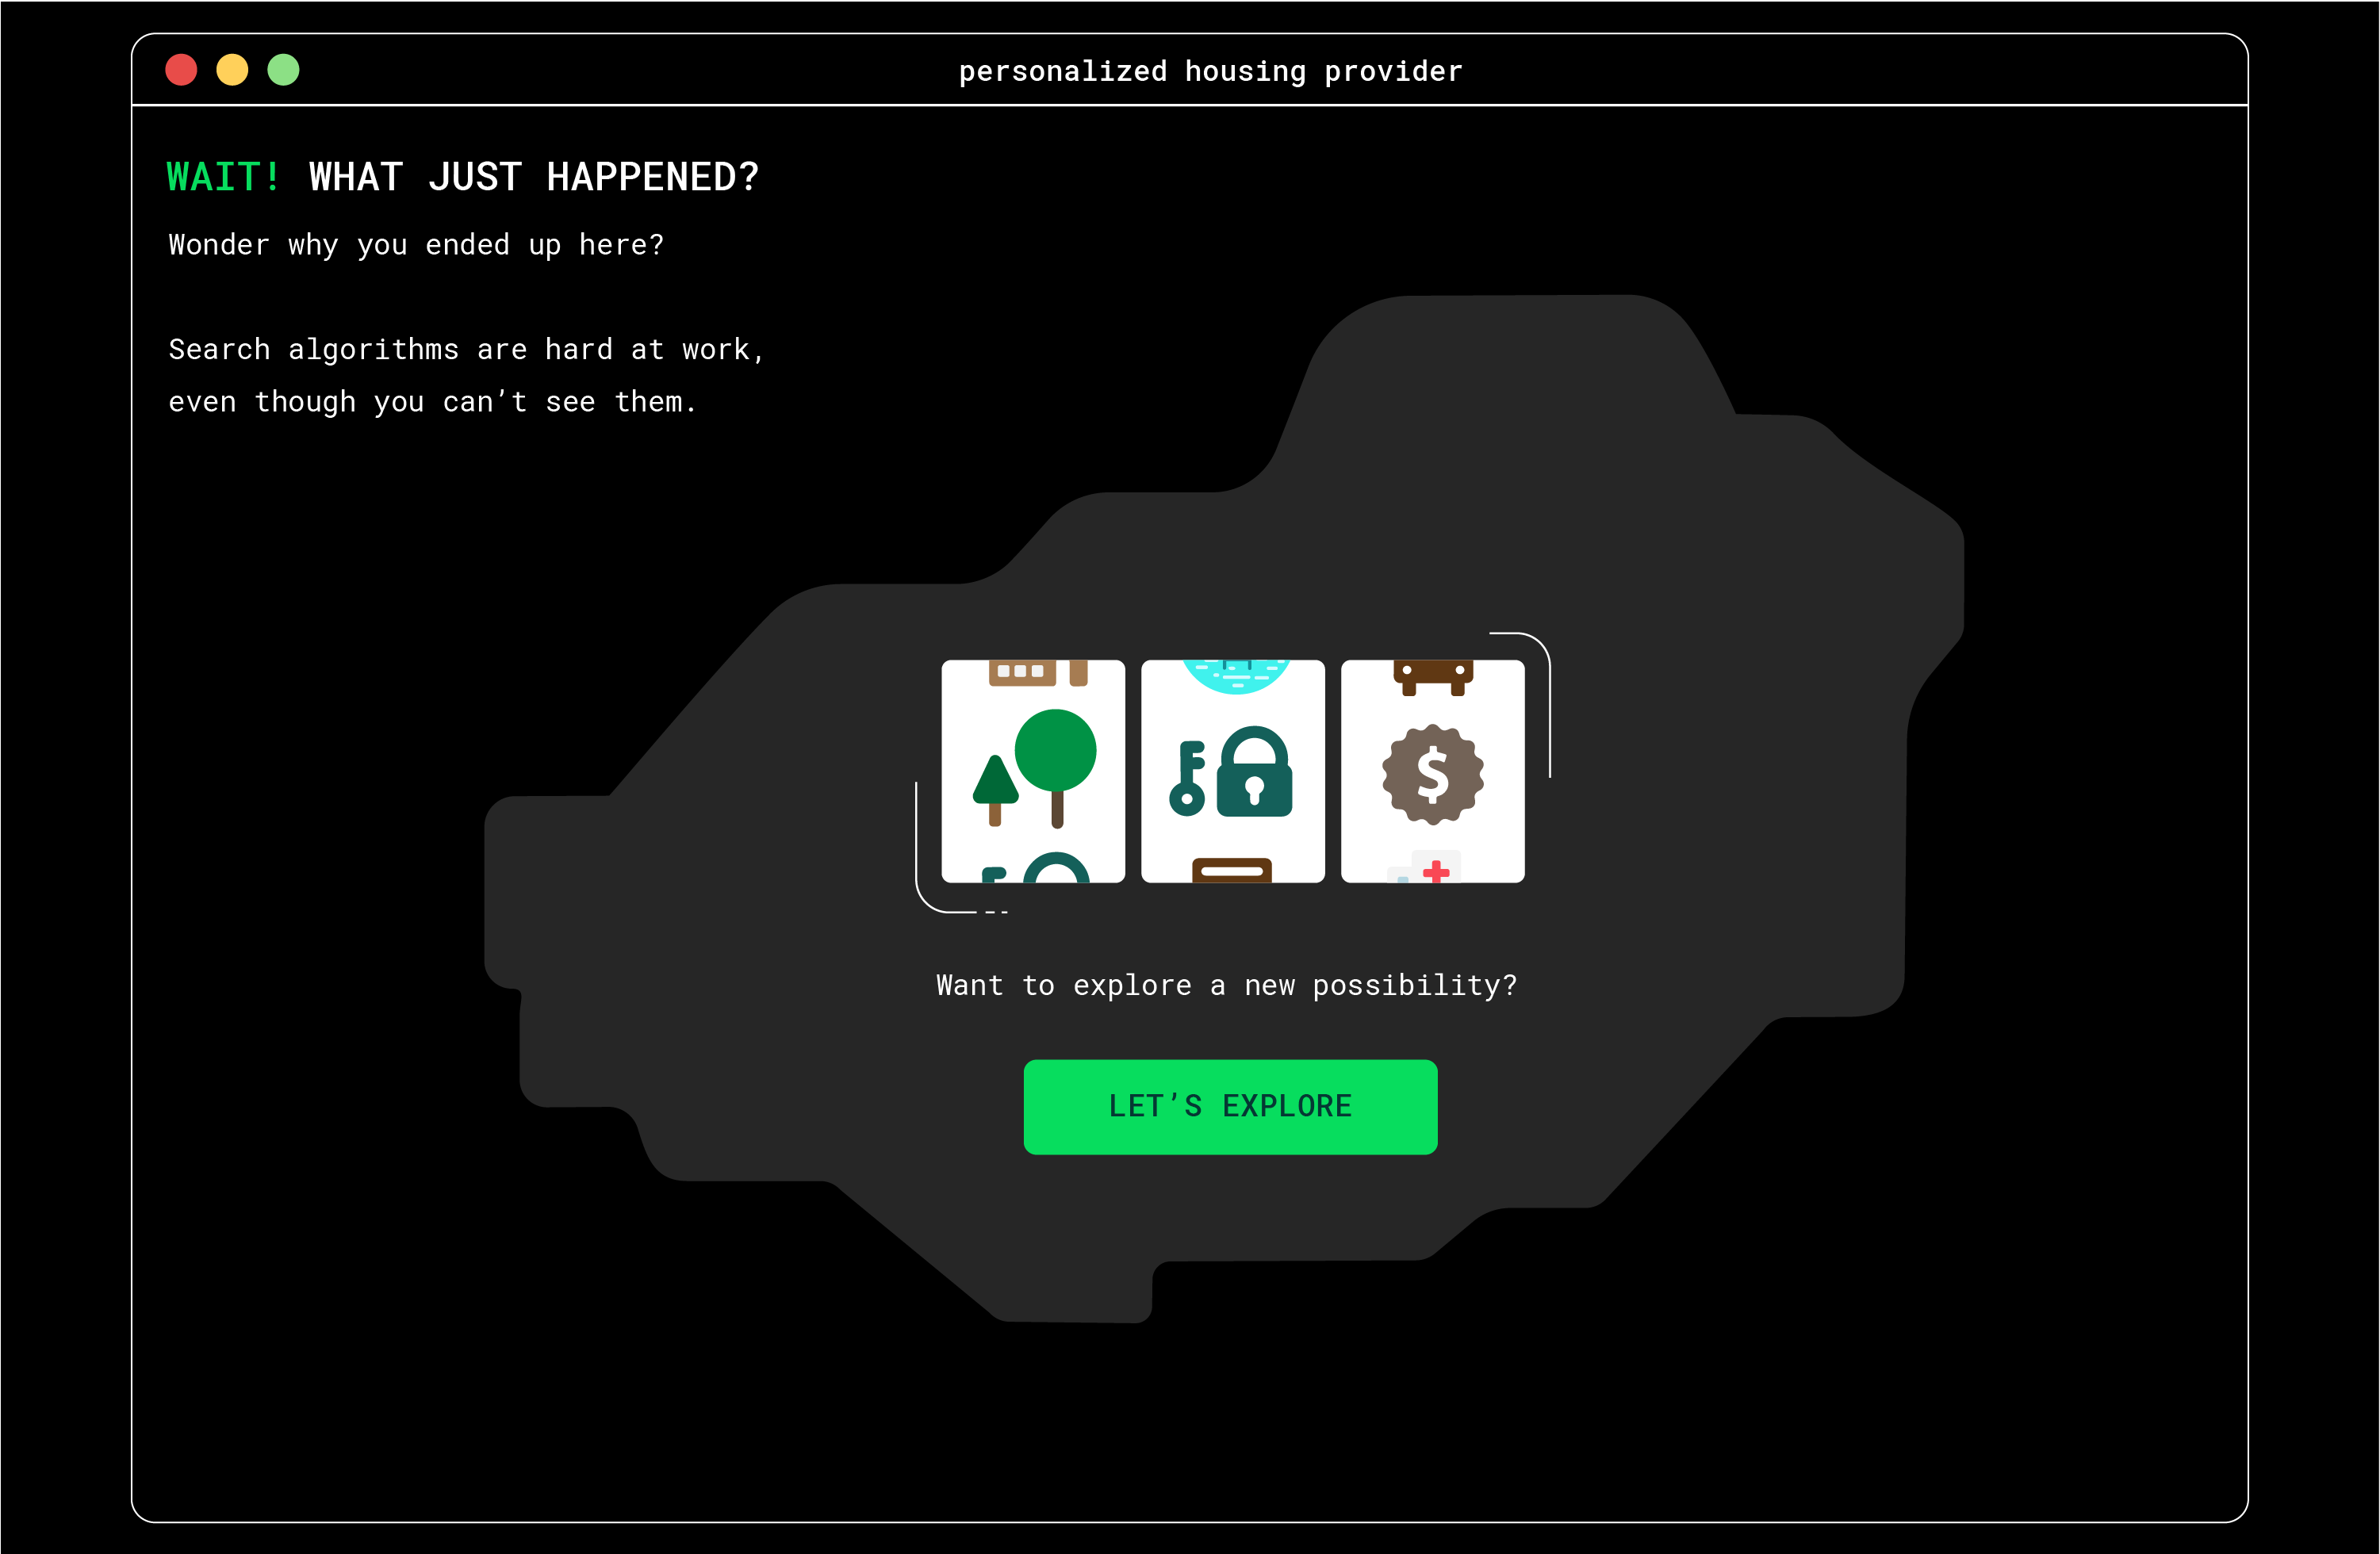 personalized housing provider
WAIT! WHAT JUST HAPPENED?
Wonder why you ended up here?
Search algorithms are hard at work,
even though you can’t see them.
$
Want to explore a new possibility?
LET’S EXPLORE